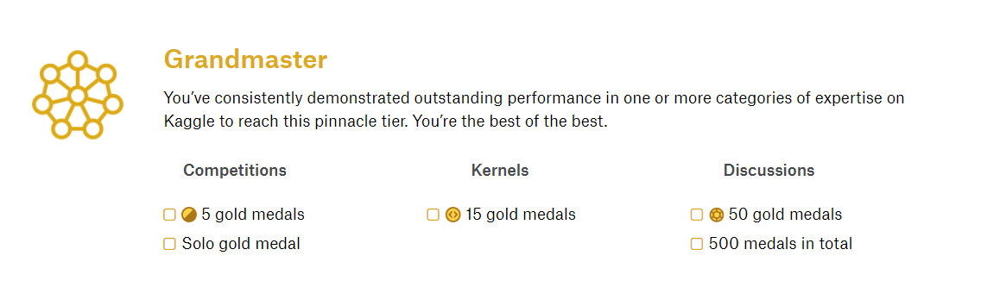 Grandmaster
You've consistently demonstrated outstanding performance in one or more categories of expertise on
Kaggle to reach this pinnacle tier. You're the best of the best.
Competitions
Kernels
Discussions
5 gold medals
15 gold medals
50 gold medals
Solo gold medal
500 medals in total